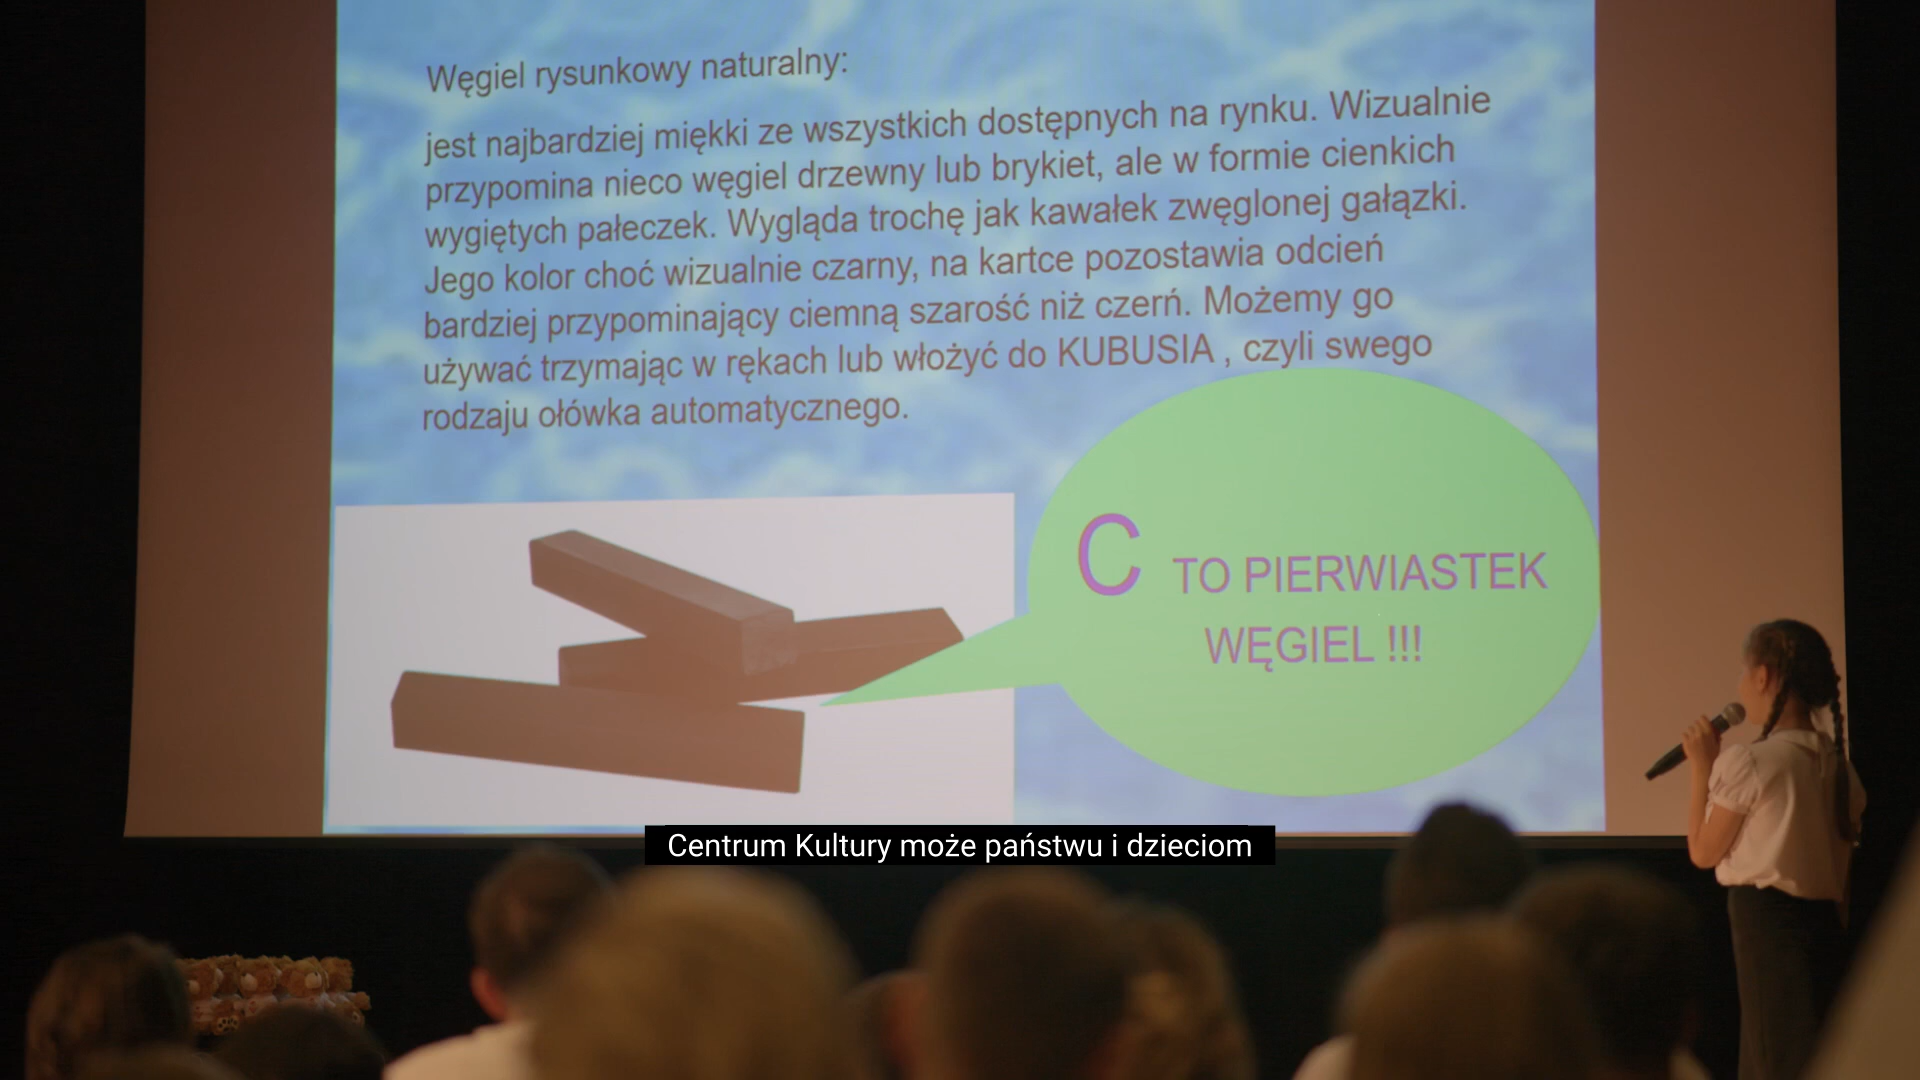 Węgiel rysunkowy naturalny:
jest najbardziej miękki ze wszystkich dostępnych na rynku. Wizualnie
przypomina nieco węgiel drzewny lub brykiet, ale w formie cienkich
wygiętych pałeczek. Wygląda trochę jak kawałek zwęglonej gałązki.
Jego kolor choć wizualnie czarny, na kartce pozostawia odcień
bardziej przypominający ciemną szarość niż czerń. Możemy go
używać trzymając w rękach lub włożyć do KUBUSIA , czyli swego
rodzaju ołówka automatycznego.
C TO PIERWIASTEK
WĘGIEL !!!
Centrum Kultury może państwu i dzieciom